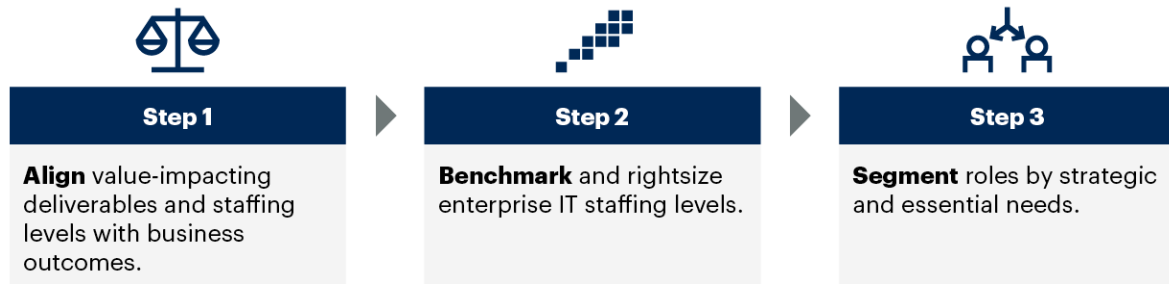 Step 1
Align value-impacting
deliverables and staffing
levels with business
outcomes.
Step 2
Benchmark and rightsize
enterprise IT staffing levels.
Step 3
Segment roles by strategic
and essential needs.